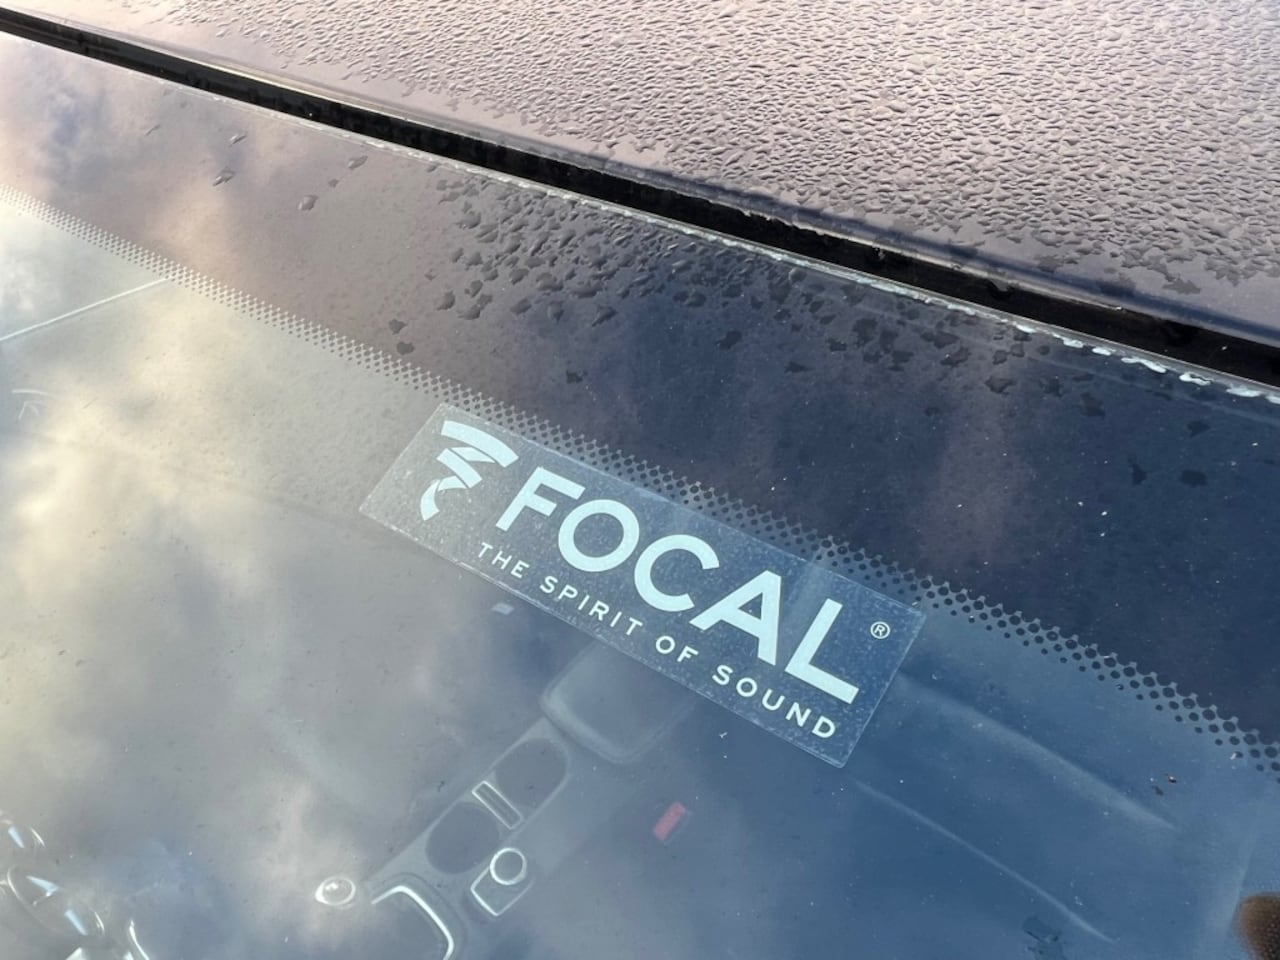 FOCAL®
THE SPIRIT OF SOUND